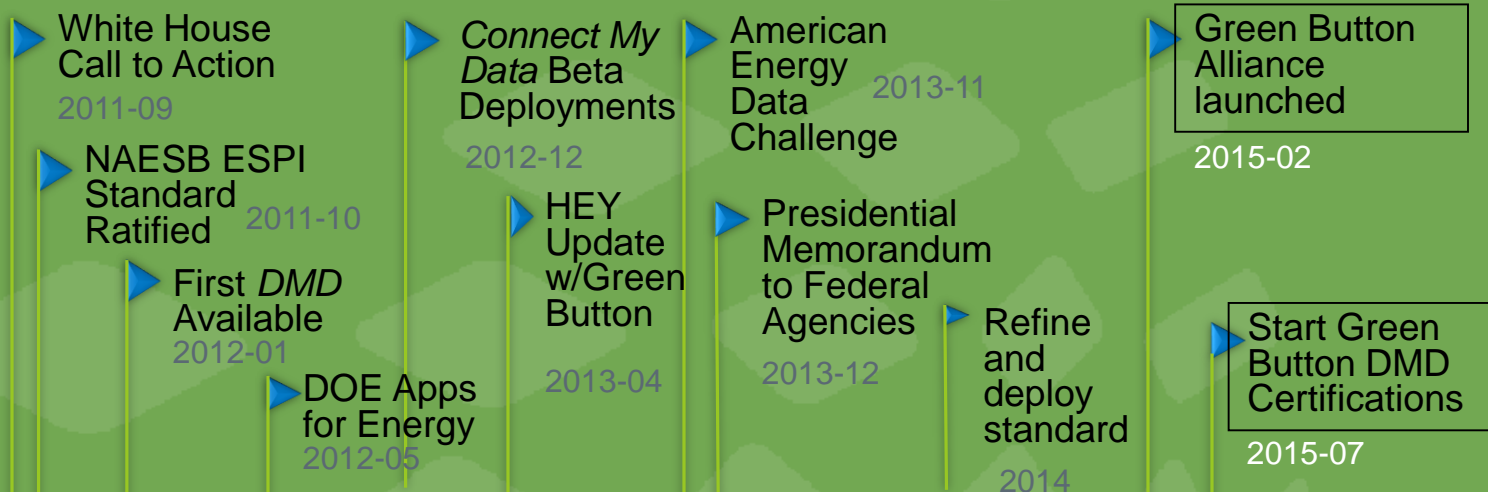 White House
Call to Action
2011-09
NAESB ESPI
Standard
Ratified 2011-10
First DMD
Available
2012-01
DOE Apps
for Energy
2012-05
Connect My
Data Beta
Deployments
2012-12
HEY
Update
w/Green
Button
2013-04
American
Energy
Data 2013-11
Challenge
Presidential
Memorandum
to Federal
Agencies
2013-12
Refine
and
deploy
standard
2014
Green Button
Alliance
launched
2015-02
Start Green
Button DMD
Certifications
2015-07